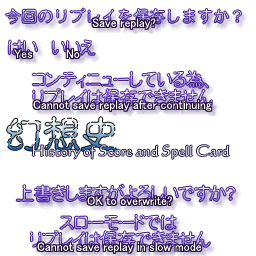 今回のリプレイを保存しますか？
Save replay?
はい いいえ
Yes No
コンティニューしている為、
リプレイは保存できません
Cannot save replay after continuing
幻想史
History of Score and Spell Card
上書きしますがよろしいですか?
OK to overwrite?
スローモードでは
リプレイは保存できません
Cannot save replay in slow mode